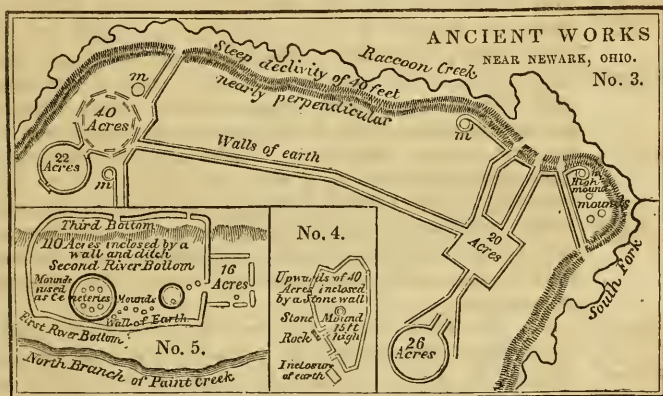 ANCIENT WORKS
NEAR NEWARK, OHIO.
No. 3.
Raccoon Creek
Steep declivity of 40 feet
nearly perpendicular
m
40
Acres
22
Acres
m
Walls of earth
m
m
High
mound
mounds
20
Acres
26
Acres
South Fork
Third Bottom
110 Acres inclosed by a
wall and ditch
Second River Bottom
16
Acres
Mounds
used
as Cemeteries
Mounds
Wall of Earth
First River Bottom
No. 5.
North Branch of Paint Creek
No. 4.
Upwards of 40
Acres inclosed
by a Stone wall
Stone Mound
15 ft
high
Rock
Inclosure
of earth